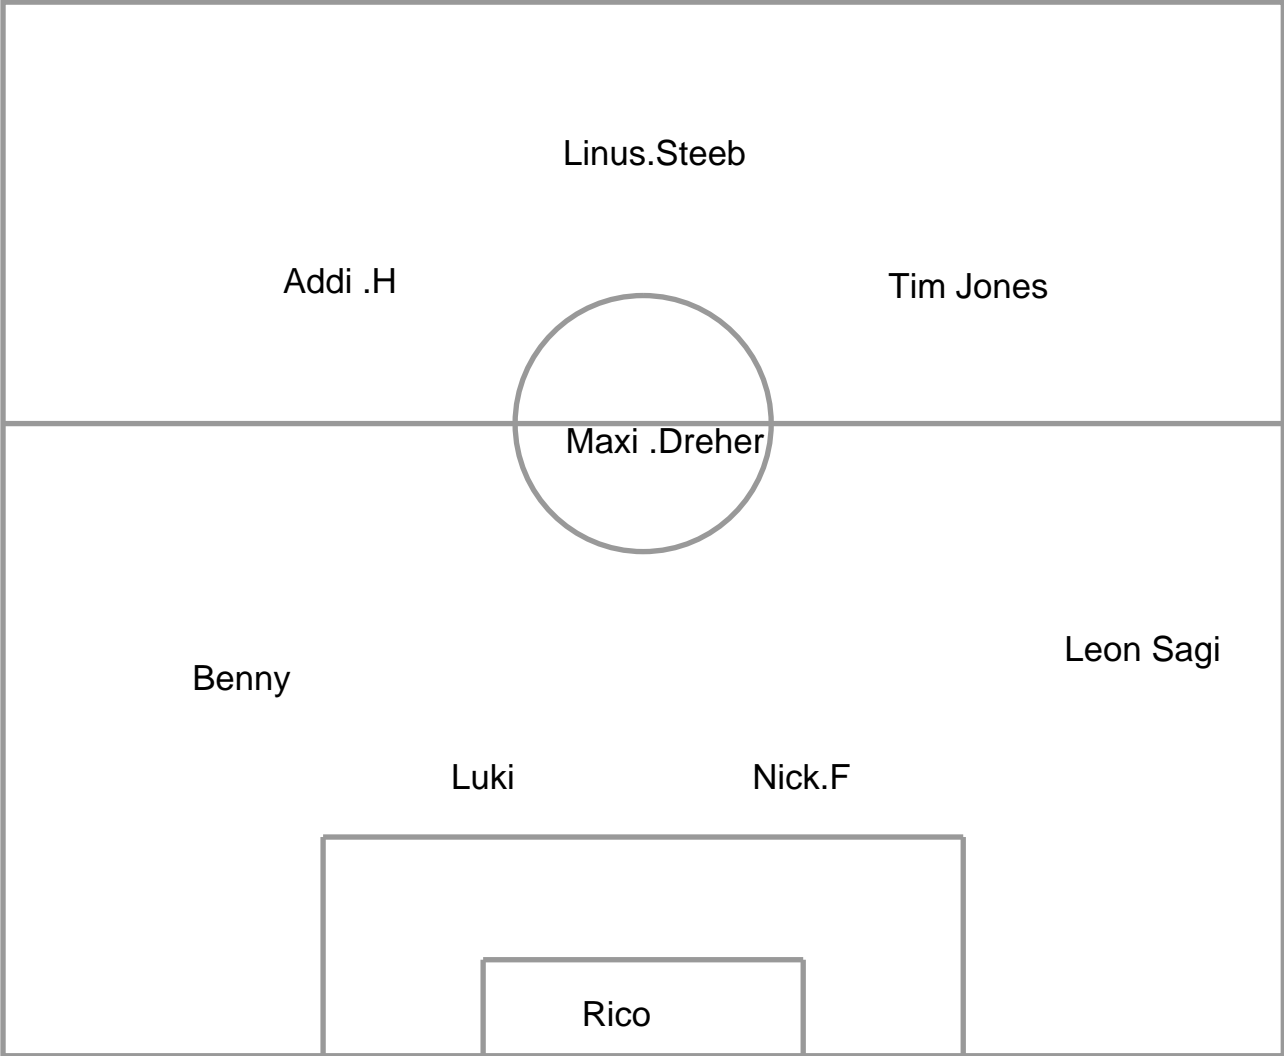 Linus.Steeb
Addi .H
Tim Jones
Maxi .Dreher
Leon Sagi
Benny
Luki
Nick.F
Rico